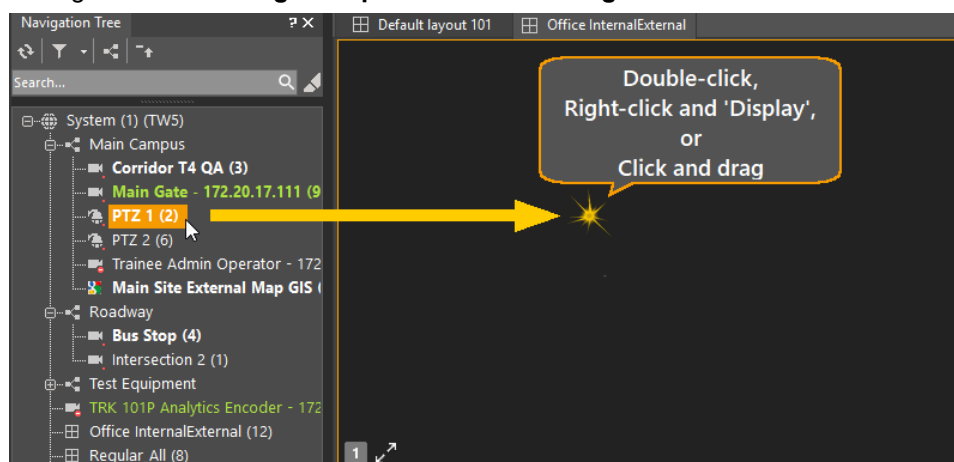 Navigation Tree
Default layout 101
Office InternalExternal
Search...
System (1) (TW5)
Main Campus
Corridor T4 QA (3)
Main Gate - 172.20.17.111 (9
PTZ 1 (2)
PTZ 2 (6)
Trainee Admin Operator - 172
Main Site External Map GIS (
Roadway
Bus Stop (4)
Intersection 2 (1)
Test Equipment
TRK 101P Analytics Encoder - 172
Office InternalExternal (12)
Regular All (8)
Double-click,
Right-click and 'Display',
or
Click and drag
1